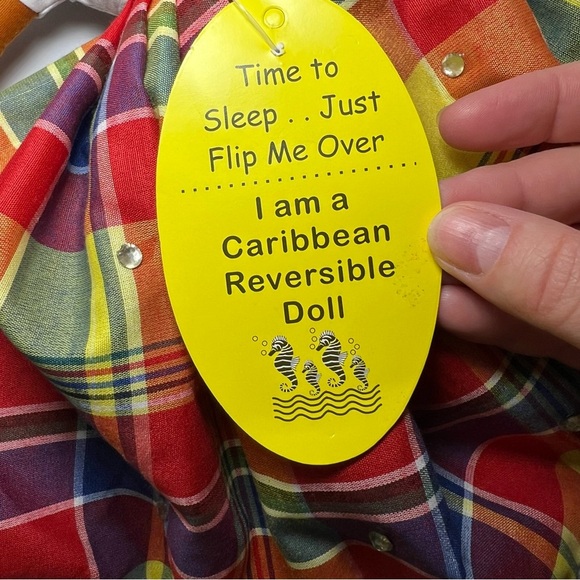 Time to
Sleep . . Just
Flip Me Over
I am a
Caribbean
Reversible
Doll